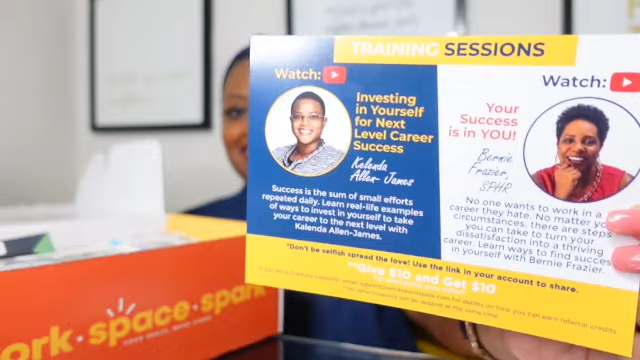 TRAINING SESSIONS
Watch:
Investing
in Yourself
for Next
Level Career
Success
Kelenda
Allen-James
Success is the sum of small efforts
repeated daily. Learn real-life examples
of ways to invest in yourself to take
your career to the next level with
Kalenda Allen-James.
Watch:
Your
Success
is in YOU!
Bernie
Frazier,
SPHR
No one wants to work in a
career they hate. No matter your
circumstances, there are steps
you can take to turn your
dissatisfaction into a thriving
career. Learn ways to find success
in yourself with Bernie Frazier.
*Don't be selfish spread the love! Use the link in your account to share.
**Give $10 and Get $10
ork·space·spark